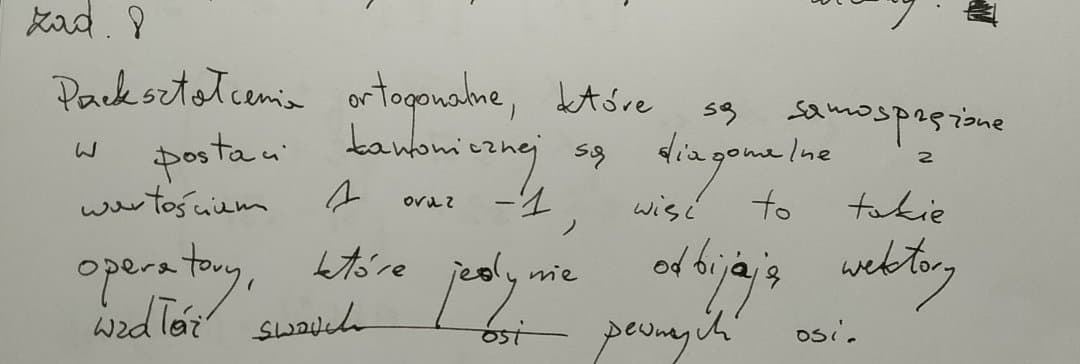 zad. 8
Przekształcenia ortogonalne, które są samosprzężone
w postaci kanonicznej są diagonalne z
wartościami 1 oraz -1, więc to takie
operatory, które jedynie odbijają wektory
wzdłóż swoich osi pewnych osi.